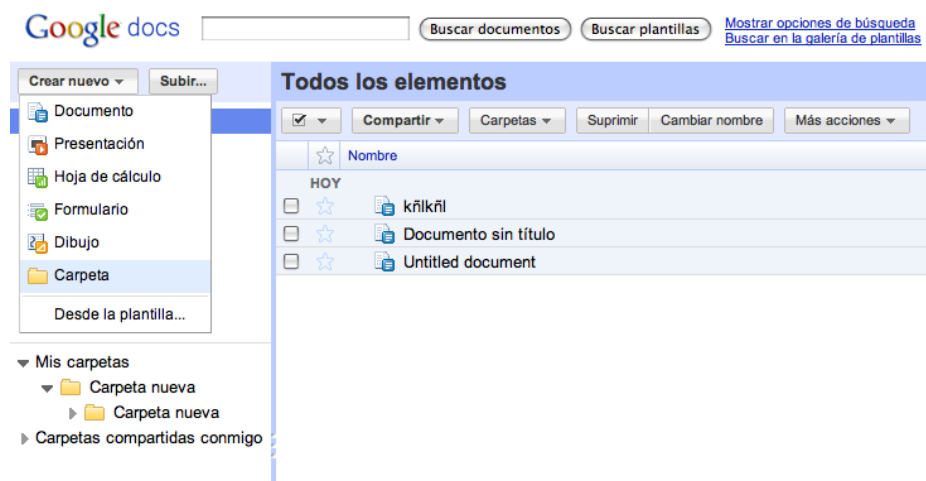 Google docs
Buscar documentos
Buscar plantillas
Mostrar opciones de búsqueda
Buscar en la galería de plantillas
Crear nuevo
Subir...
Documento
Presentación
Hoja de cálculo
Formulario
Dibujo
Carpeta
Desde la plantilla...
Mis carpetas
Carpeta nueva
Carpeta nueva
Carpetas compartidas conmigo
Todos los elementos
Compartir
Carpetas
Suprimir
Cambiar nombre
Más acciones
Nombre
HOY
kñlkñl
Documento sin título
Untitled document